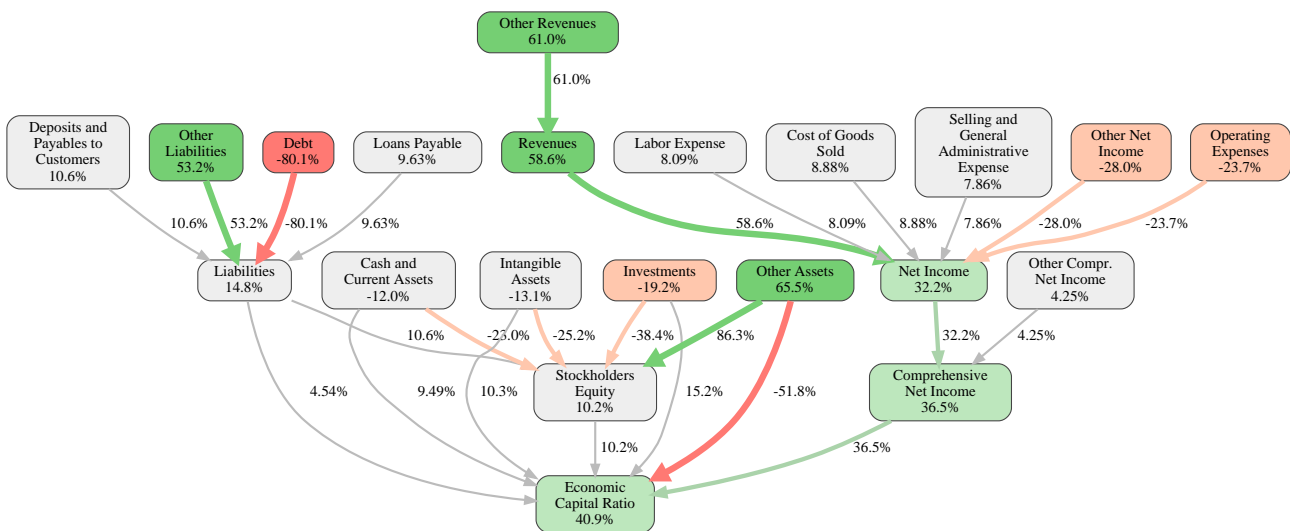 Other Revenues
61.0%
61.0%
Deposits and
Payables to
Customers
10.6%
Other
Liabilities
53.2%
Debt
-80.1%
Loans Payable
9.63%
Revenues
58.6%
Labor Expense
8.09%
Cost of Goods
Sold
8.88%
Selling and
General
Administrative
Expense
7.86%
Other Net
Income
-28.0%
Operating
Expenses
-23.7%
10.6%
53.2%
-80.1%
9.63%
58.6%
8.09%
8.88%
7.86%
-28.0%
-23.7%
Liabilities
14.8%
Cash and
Current Assets
-12.0%
Intangible
Assets
-13.1%
Investments
-19.2%
Other Assets
65.5%
Net Income
32.2%
Other Compr.
Net Income
4.25%
10.6%
-23.0%
-25.2%
-38.4%
86.3%
32.2%
4.25%
4.54%
9.49%
10.3%
Stockholders
Equity
10.2%
15.2%
-51.8%
Comprehensive
Net Income
36.5%
10.2%
36.5%
Economic
Capital Ratio
40.9%